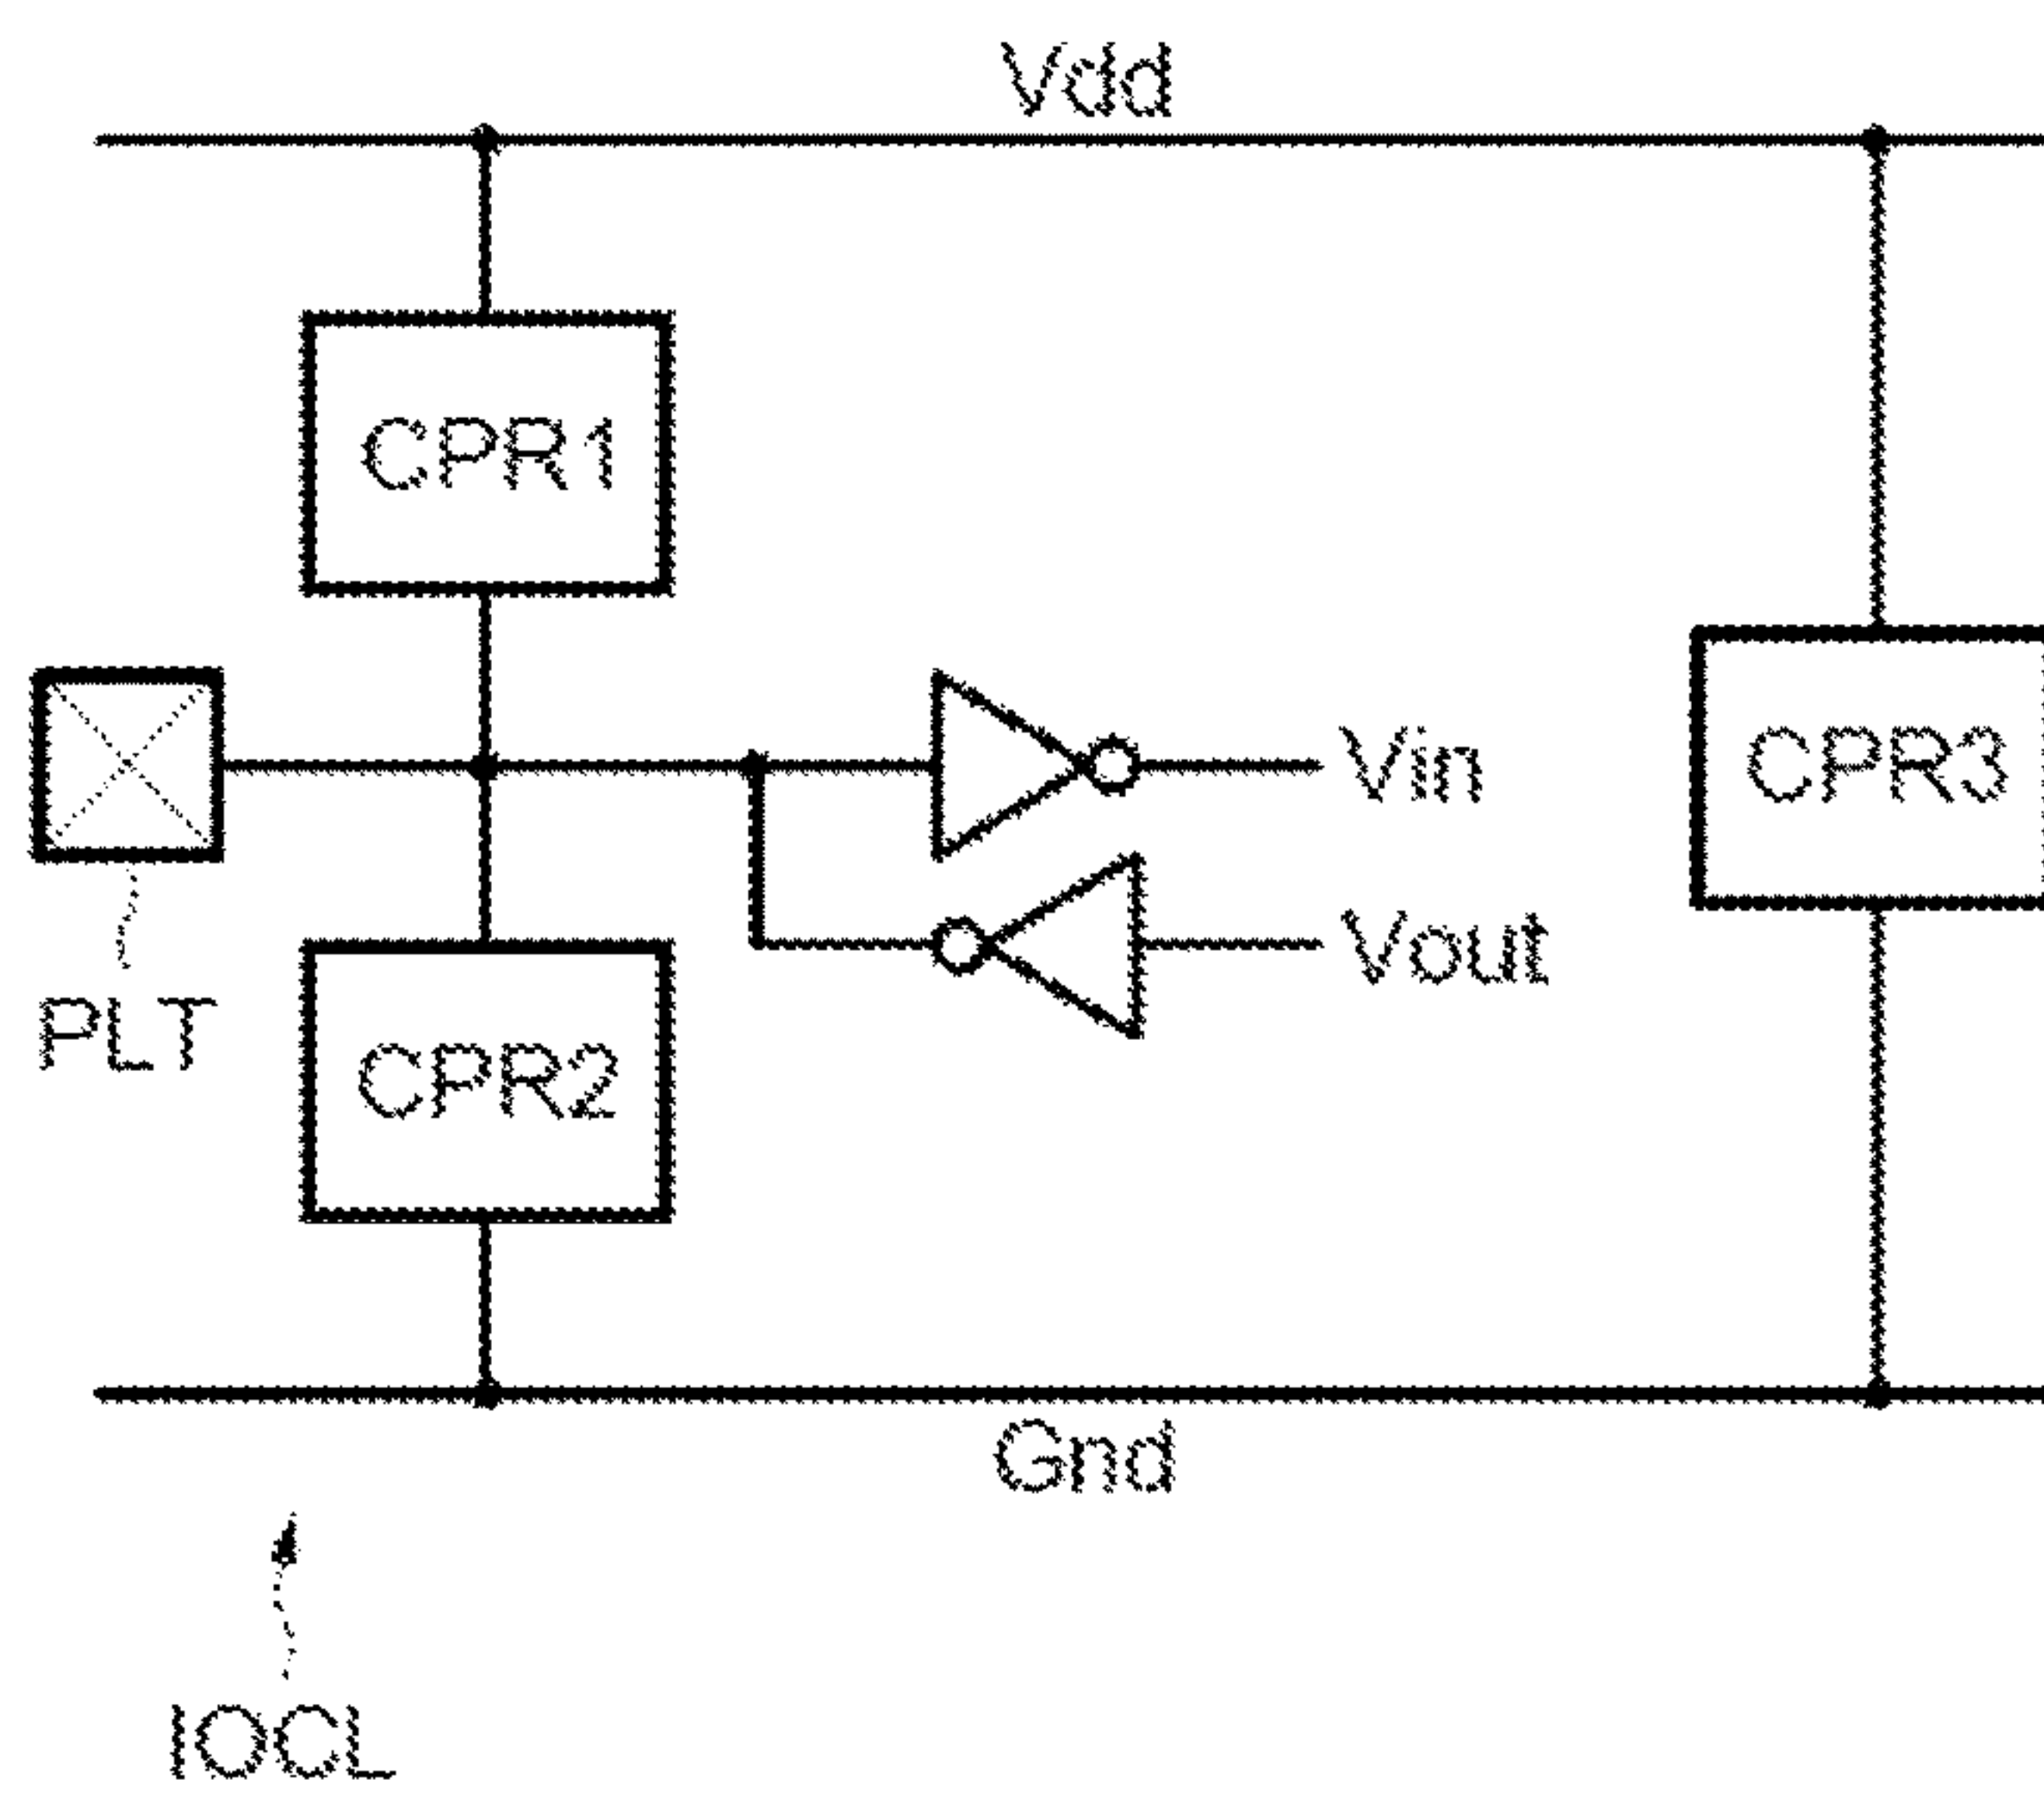 Vdd
CPR1
Vin
CPR3
Vout
PLT
CPR2
Gnd
IOCL